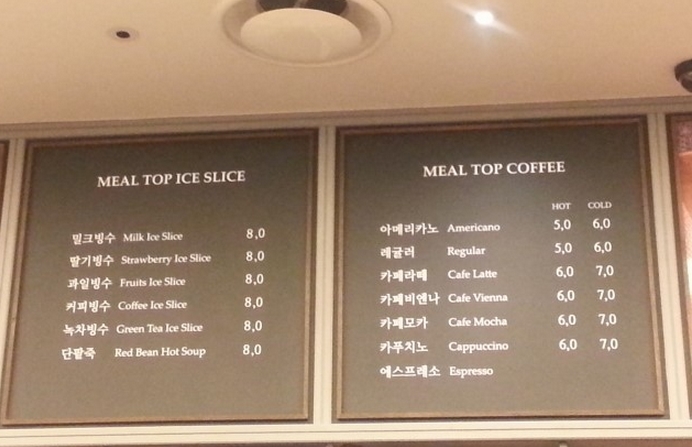 MEAL TOP ICE SLICE
밀크빙수 Milk Ice Slice 8,0
딸기빙수 Strawberry Ice Slice 8,0
과일빙수 Fruits Ice Slice 8,0
커피빙수 Coffee Ice Slice 8,0
녹차빙수 Green Tea Ice Slice 8,0
단팥죽 Red Bean Hot Soup 8,0
MEAL TOP COFFEE
HOT COLD
아메리카노 Americano 5,0 6,0
레귤러 Regular 5,0 6,0
카페라떼 Cafe Latte 6,0 7,0
카페비엔나 Cafe Vienna 6,0 7,0
카페모카 Cafe Mocha 6,0 7,0
카푸치노 Cappuccino 6,0 7,0
에스프레소 Espresso